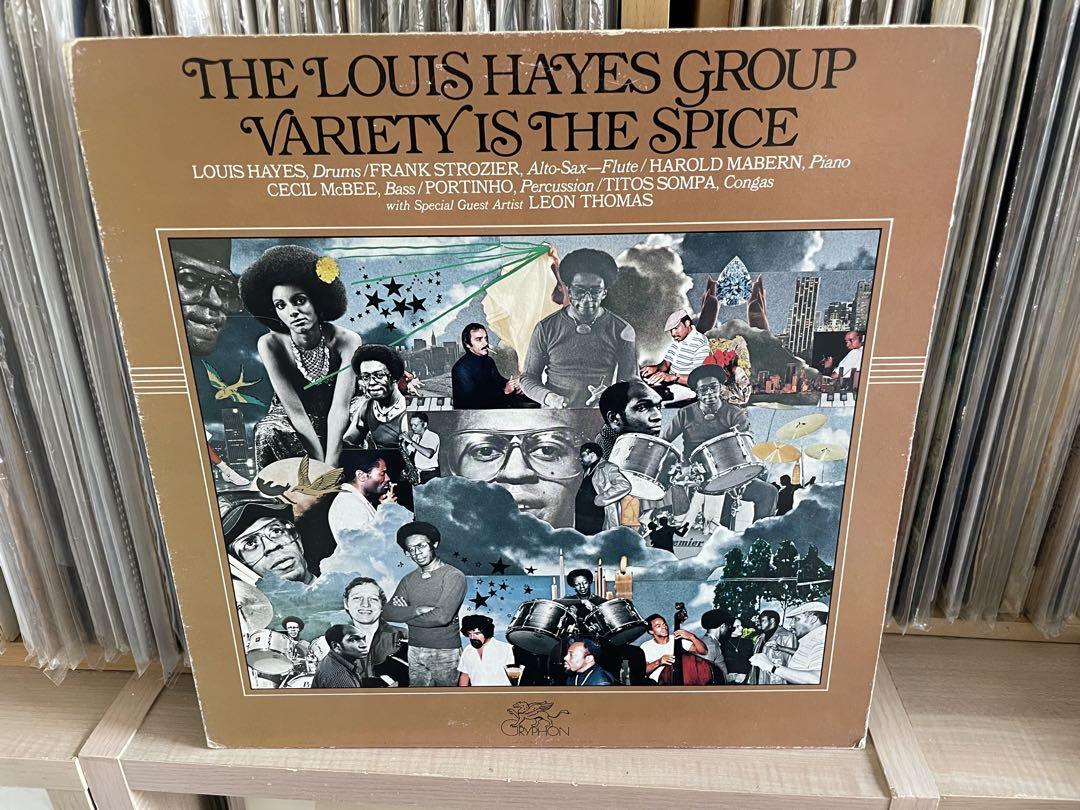 THE LOUIS HAYES GROUP
VARIETY IS THE SPICE
LOUIS HAYES, Drums/FRANK STROZIER, Alto-Sax—Flute/HAROLD MABERN, Piano
CECIL McBEE, Bass/PORTINHO, Percussion/TITOS SOMPA, Congas
with Special Guest Artist LEON THOMAS
remier
GRYPHON